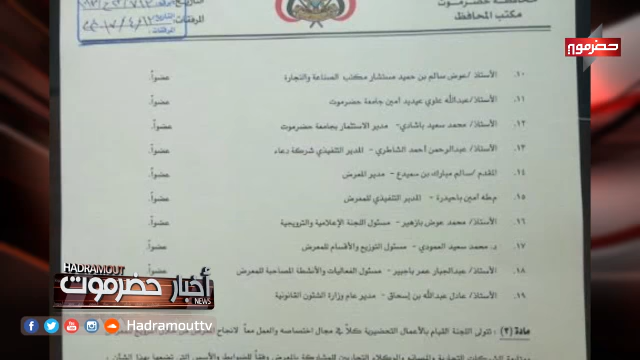 محافظة حضرموت
مكتب المحافظ
حضرموت
١٠. الأستاذ /عوض سالم بن حميد مستشار مكتب الصناعة والتجارة عضواً.
١١. الأستاذ/عبدالله علوي عيديد أمين جامعة حضرموت عضواً.
١٢. الأستاذ/ محمد سعيد باشادي- مدير الاستثمار بجامعة حضرموت عضواً.
١٣. الأستاذ/ عبدالرحمن أحمد الشاطري - المدير التنفيذي شركة دعاء عضواً.
١٤. المقدم /سالم مبارك بن سعيدع - مدير المعرض عضواً.
١٥. م.طه أمين باحيدرة - المدير التنفيذي للمعرض عضواً.
١٦. الأستاذ/ محمد عوض بازهير - مسئول اللجنة الإعلامية والترويجية عضواً.
١٧. د. محمد سعيد العمودي - مسئول التوزيع والأقسام للمعرض عضواً.
١٨. الأستاذ/ عبدالجبار عمر باجبير - مسئول الفعاليات والأنشطة المصاحبة للمعرض عضواً.
١٩. الأستاذ/ عادل عبدالله بن إسحاق - مدير عام وزارة الشئون القانونية
مادة (٢) : تتولى اللجنة القيام بالأعمال التحضيرية كلاً في مجال اختصاصه والعمل معاً لانجاح
HADRAMOUT
أخبار حضرموت
NEWS
Hadramouttv